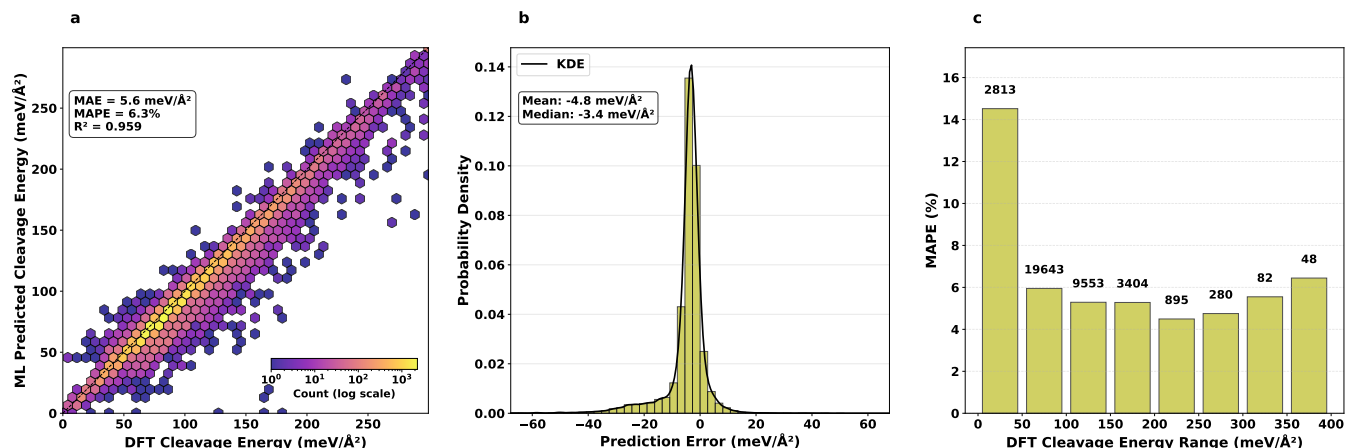 a
ML Predicted Cleavage Energy (meV/Å²)
MAE = 5.6 meV/Å²
MAPE = 6.3%
R² = 0.959
250
200
150
100
50
0
10⁰ 10¹ 10² 10³
Count (log scale)
0 50 100 150 200 250
DFT Cleavage Energy (meV/Å²)
b
Probability Density
KDE
Mean: -4.8 meV/Å²
Median: -3.4 meV/Å²
0.14
0.12
0.10
0.08
0.06
0.04
0.02
0.00
−60 −40 −20 0 20 40 60
Prediction Error (meV/Å²)
c
MAPE (%)
16
14
12
10
8
6
4
2
0
2813
19643
9553
3404
895
280
82
48
0 50 100 150 200 250 300 350 400
DFT Cleavage Energy Range (meV/Å²)